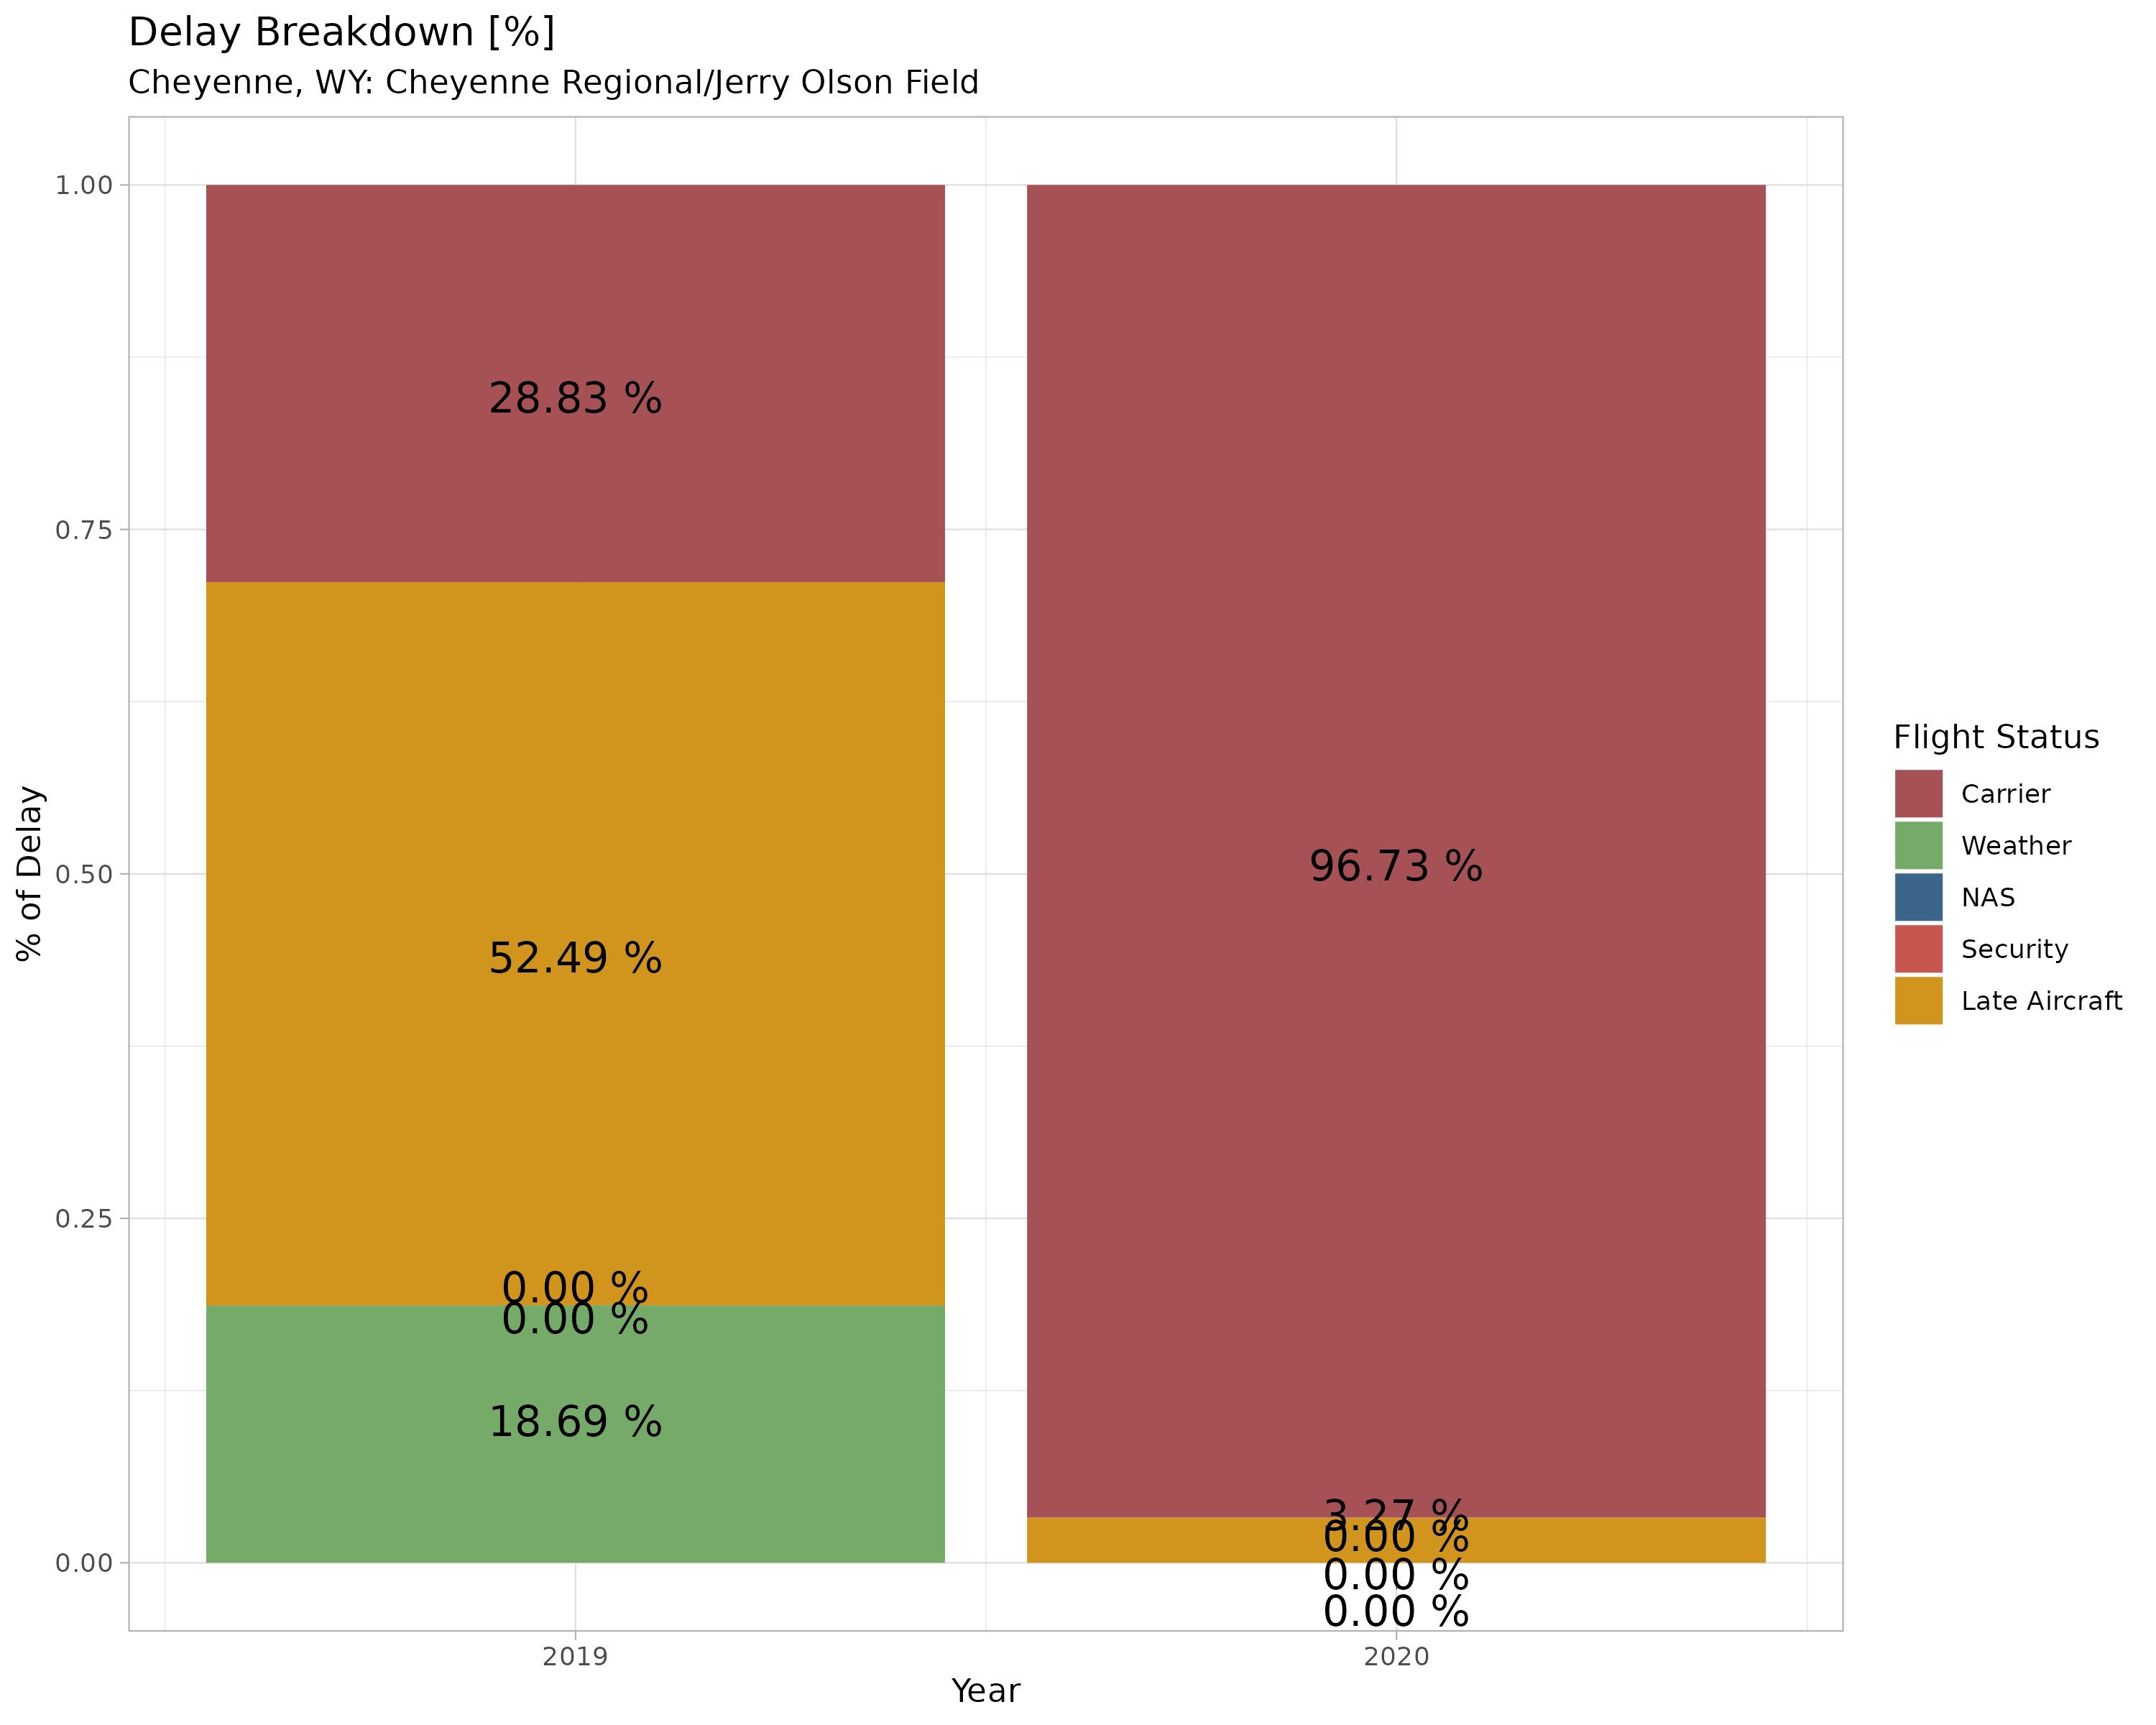 Delay Breakdown [%]
Cheyenne, WY: Cheyenne Regional/Jerry Olson Field
% of Delay
1.00
0.75
0.50
0.25
0.00
28.83 %
52.49 %
0.00 %
0.00 %
18.69 %
96.73 %
3.27 %
0.00 %
0.00 %
0.00 %
2019
2020
Year
Flight Status
Carrier
Weather
NAS
Security
Late Aircraft